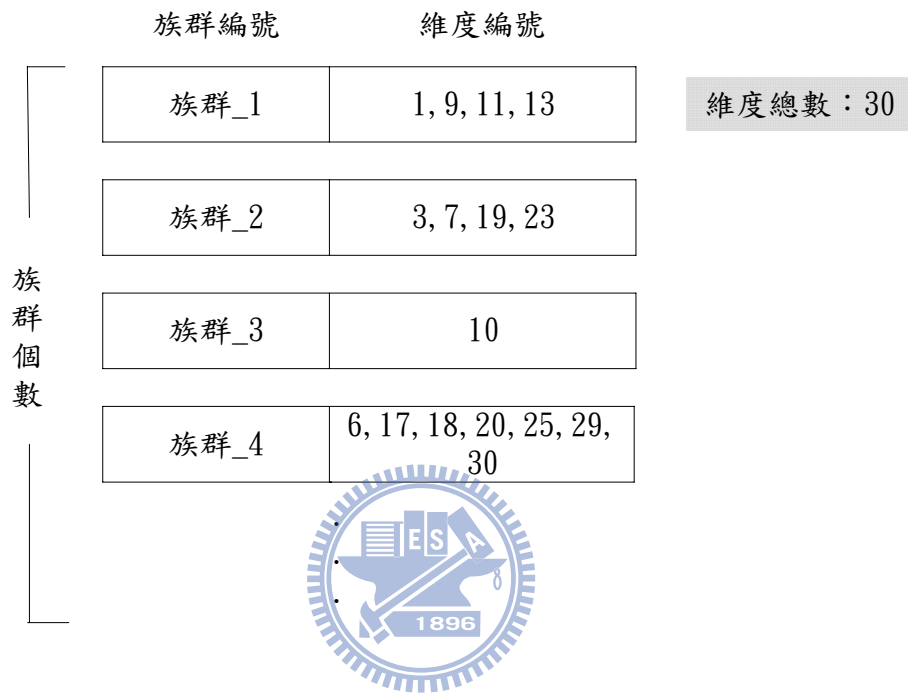 族群編號 維度編號
族群_1 1, 9, 11, 13 維度總數：30
族群_2 3, 7, 19, 23
族群個數
族群_3 10
族群_4 6, 17, 18, 20, 25, 29,
30
E S A
1896